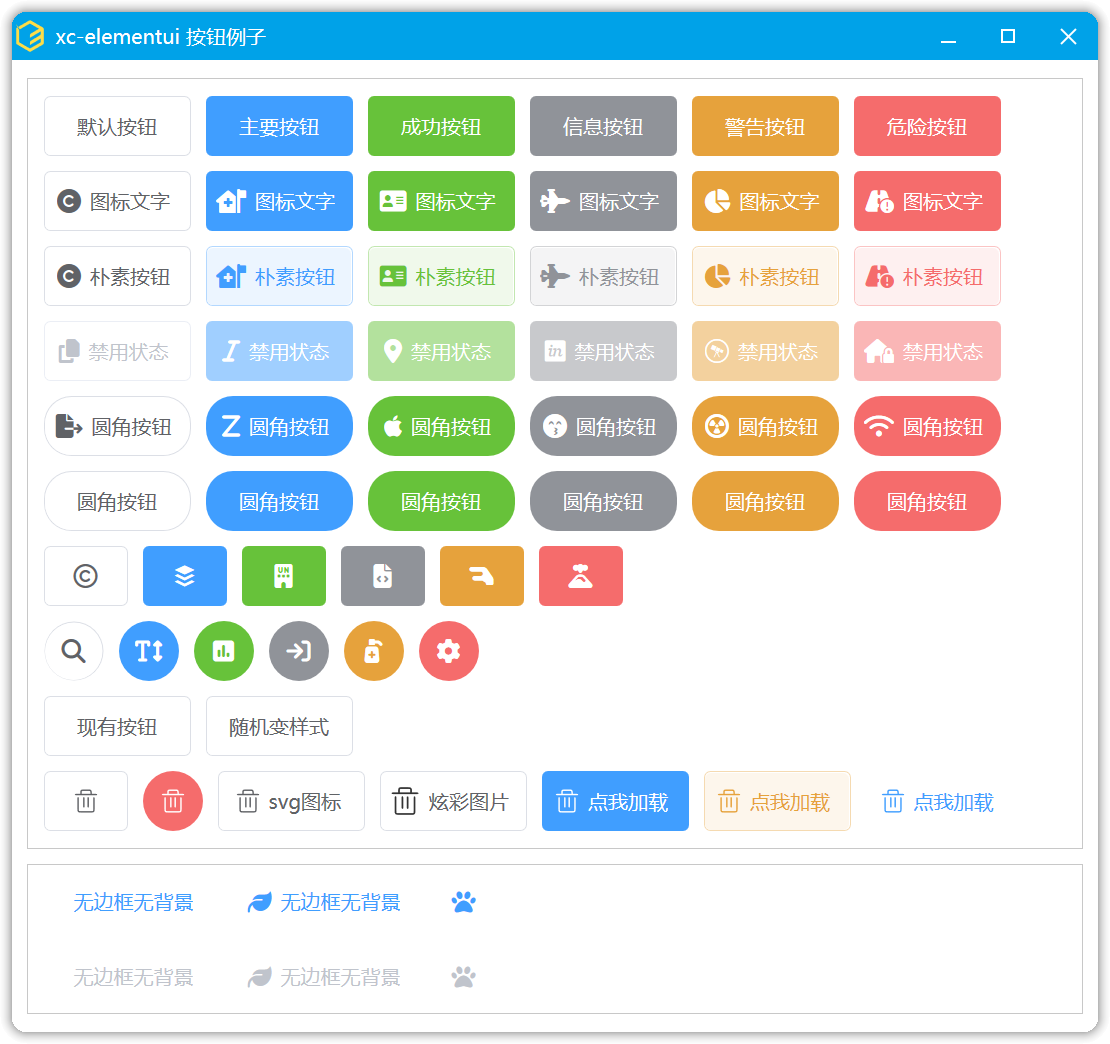 xc-elementui 按钮例子
默认按钮 主要按钮 成功按钮 信息按钮 警告按钮 危险按钮
图标文字 图标文字 图标文字 图标文字 图标文字 图标文字
朴素按钮 朴素按钮 朴素按钮 朴素按钮 朴素按钮 朴素按钮
禁用状态 禁用状态 禁用状态 禁用状态 禁用状态 禁用状态
圆角按钮 圆角按钮 圆角按钮 圆角按钮 圆角按钮 圆角按钮
圆角按钮 圆角按钮 圆角按钮 圆角按钮 圆角按钮 圆角按钮
现有按钮 随机变样式
svg图标 炫彩图片 点我加载 点我加载 点我加载
无边框无背景 无边框无背景
无边框无背景 无边框无背景